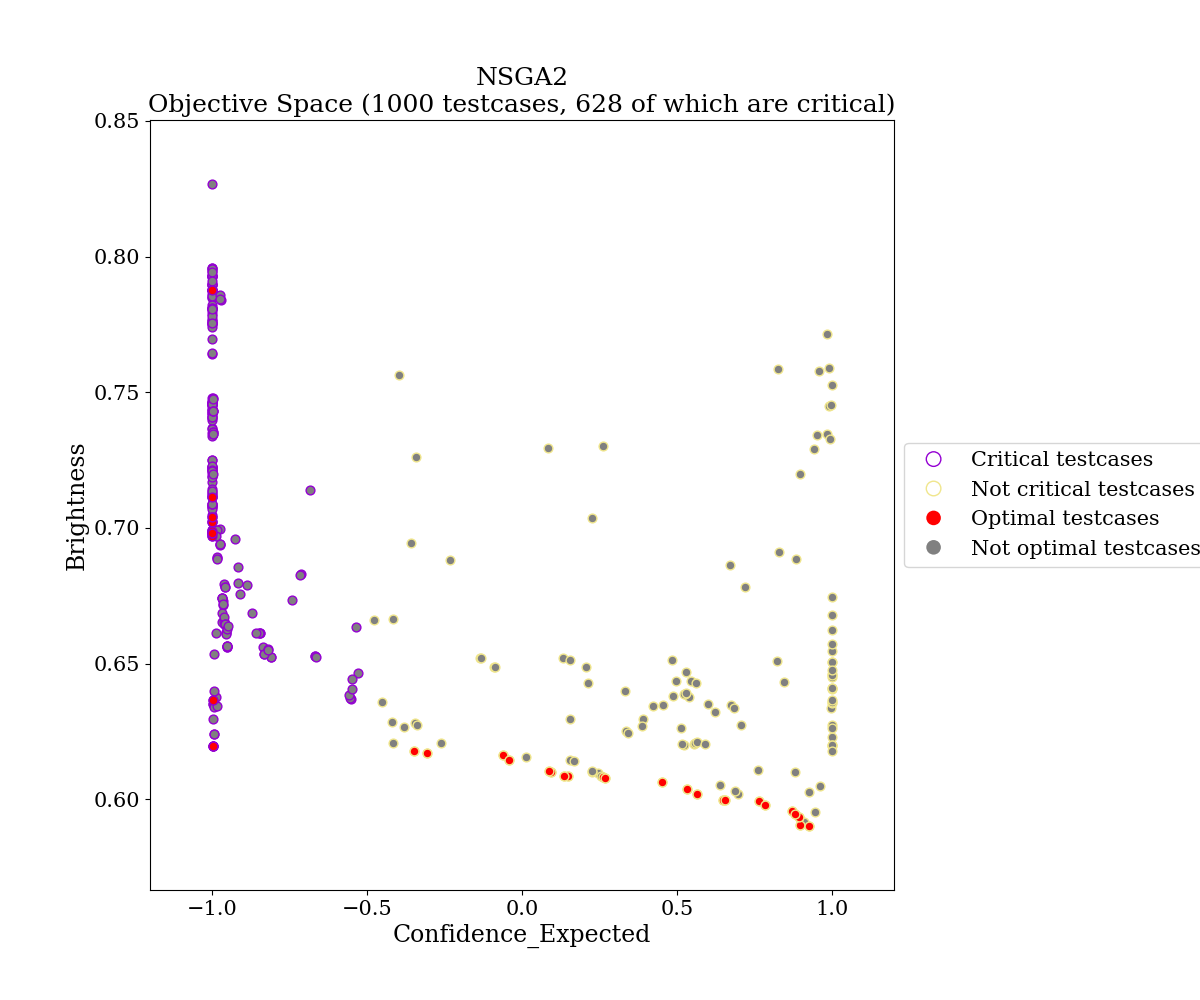 NSGA2
Objective Space (1000 testcases, 628 of which are critical)
0.85
0.80
0.75
0.70
0.65
0.60
Brightness
−1.0
−0.5
0.0
0.5
1.0
Confidence_Expected
Critical testcases
Not critical testcases
Optimal testcases
Not optimal testcases